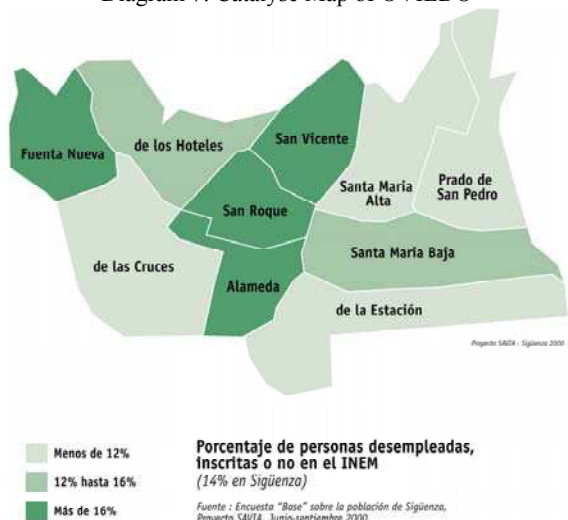 Diagram 7. Catalyse Map of OVIEDO
Fuenta Nueva
de los Hoteles
San Vicente
San Roque
Santa Maria
Alta
Prado de
San Pedro
Santa Maria Baja
de las Cruces
Alameda
de la Estación
Proyecto SAVIA - Sigüenza 2000
Menos de 12%
12% hasta 16%
Más de 16%
Porcentaje de personas desempleadas,
inscritas o no en el INEM
(14% en Sigüenza)
Fuente : Encuesta "Base" sobre la población de Sigüenza,
Proyecto SAVIA, Junio-septiembre 2000